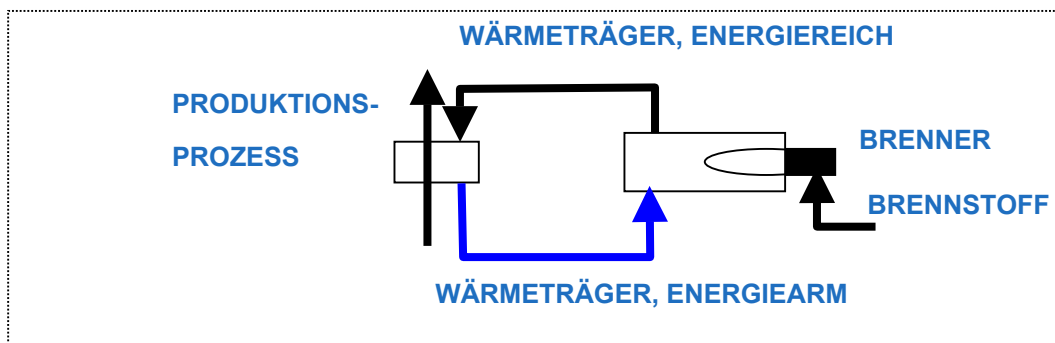 WÄRMETRÄGER, ENERGIEREICH
PRODUKTIONS-
PROZESS
BRENNER
BRENNSTOFF
WÄRMETRÄGER, ENERGIEARM